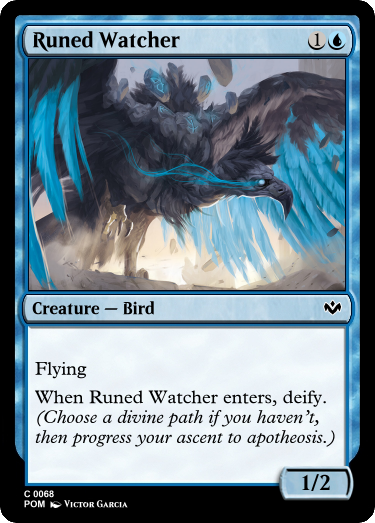 Runed Watcher 1
Creature — Bird
Flying
When Runed Watcher enters, deify.
(Choose a divine path if you haven't,
then progress your ascent to apotheosis.)
1/2
C 0068
POM Victor Garcia